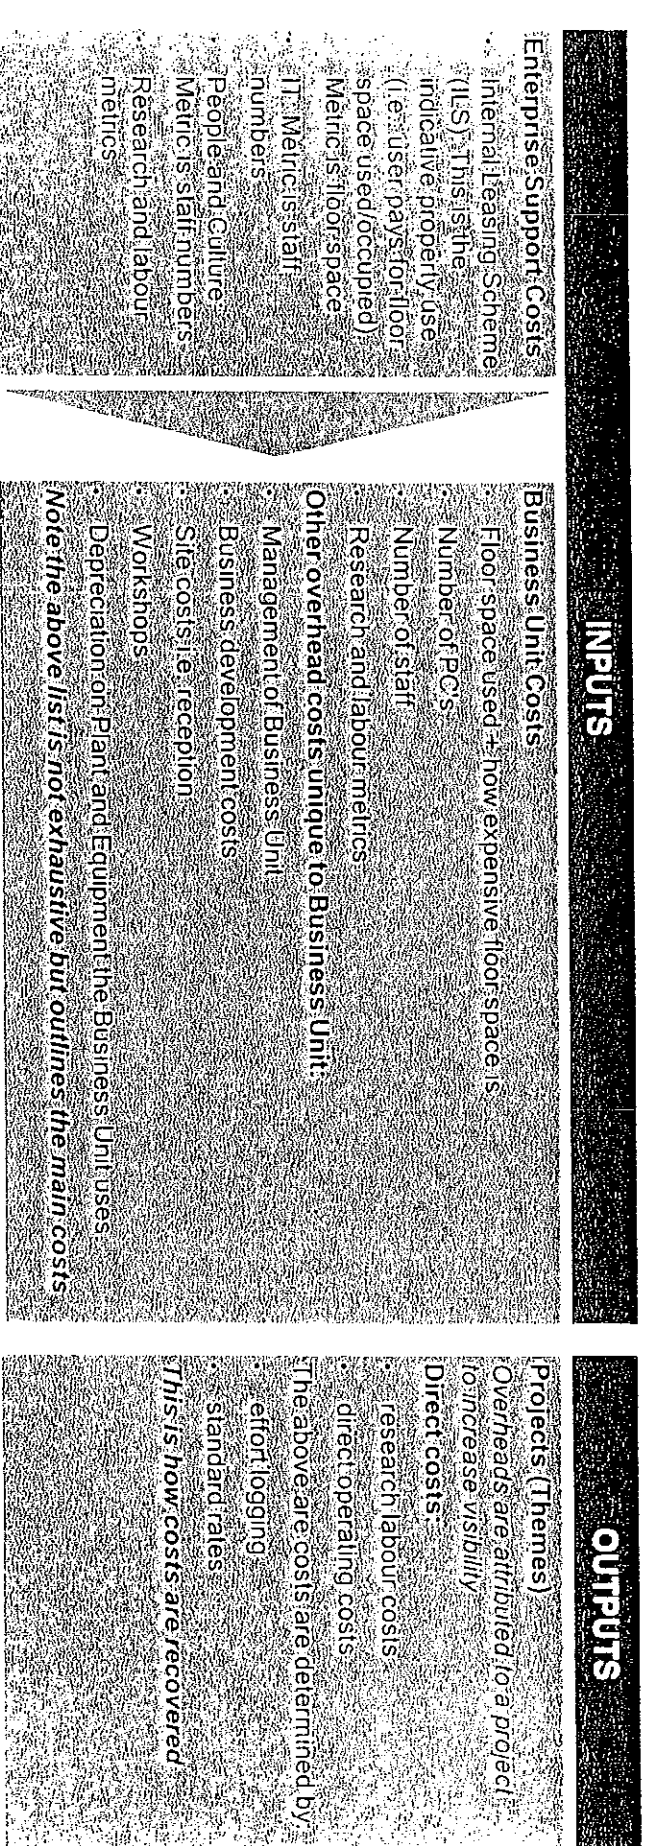 INPUTS
Enterprise Support Costs
• Internal Leasing Scheme
(ILS). This is the
indicative property use
(i.e. user pays for floor
space used/occupied)
Metric is floor space
• IT: Metric is staff
numbers
• People and Culture:
Metric is staff numbers
• Research and labour
metrics
Business Unit Costs
• Floor space used + how expensive floor space is
• Number of PC's
• Number of staff
• Research and labour metrics
Other overhead costs unique to Business Unit:
• Management of Business Unit
• Business development costs
• Site costs i.e. reception
• Workshops
• Depreciation on Plant and Equipment the Business Unit uses
Note the above list is not exhaustive but outlines the main costs
OUTPUTS
Projects (Themes)
Overheads are attributed to a project
to increase visibility
Direct costs:
• research labour costs
• direct operating costs
The above are costs are determined by
• effort logging
• standard rates
This is how costs are recovered